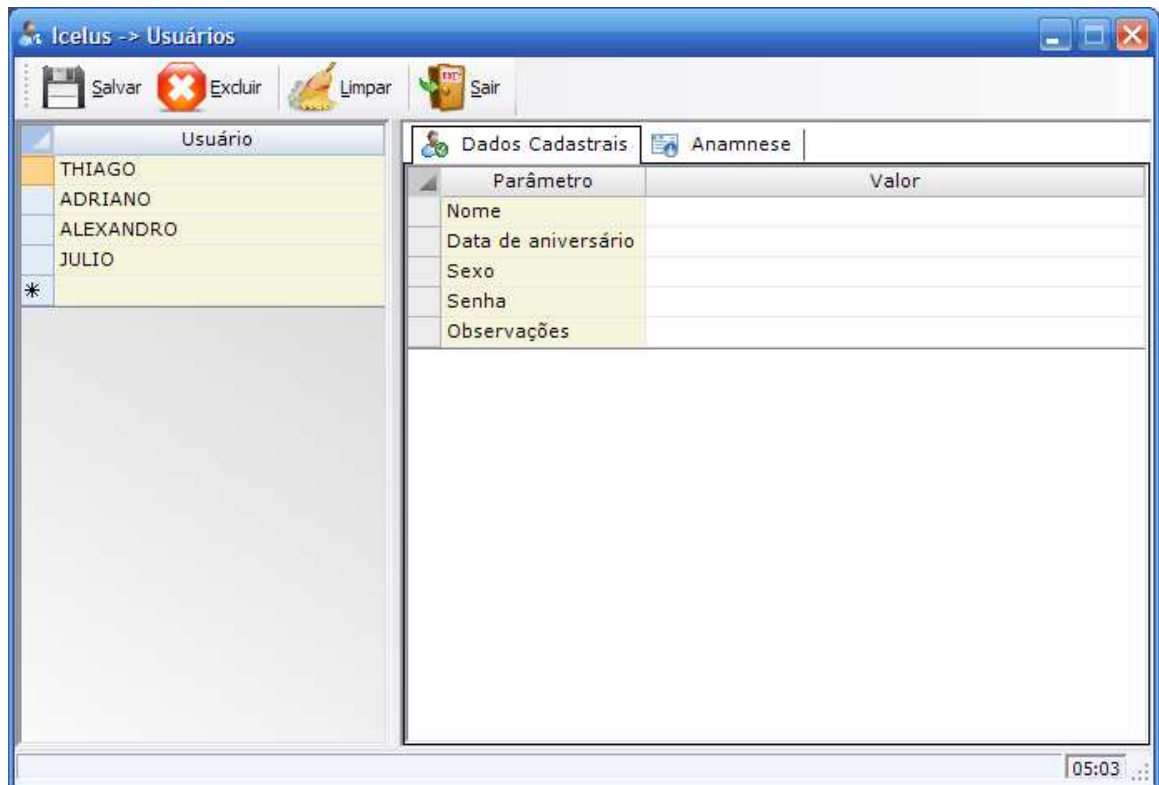 Icelus -> Usuários
Salvar Excluir Limpar Sair
Usuário
THIAGO
ADRIANO
ALEXANDRO
JULIO
*
Dados Cadastrais Anamnese
Parâmetro Valor
Nome
Data de aniversário
Sexo
Senha
Observações
05:03